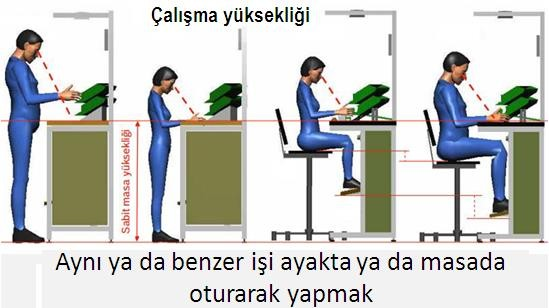 Çalışma yüksekliği
Sabit masa yüksekliği
Aynı ya da benzer işi ayakta ya da masada
oturarak yapmak